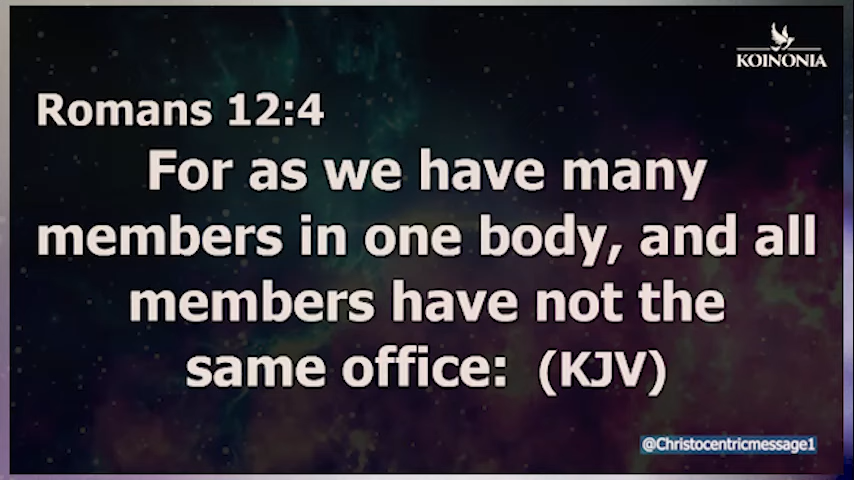 KOINONIA
Romans 12:4
For as we have many
members in one body, and all
members have not the
same office: (KJV)
@Christocentricmessage1